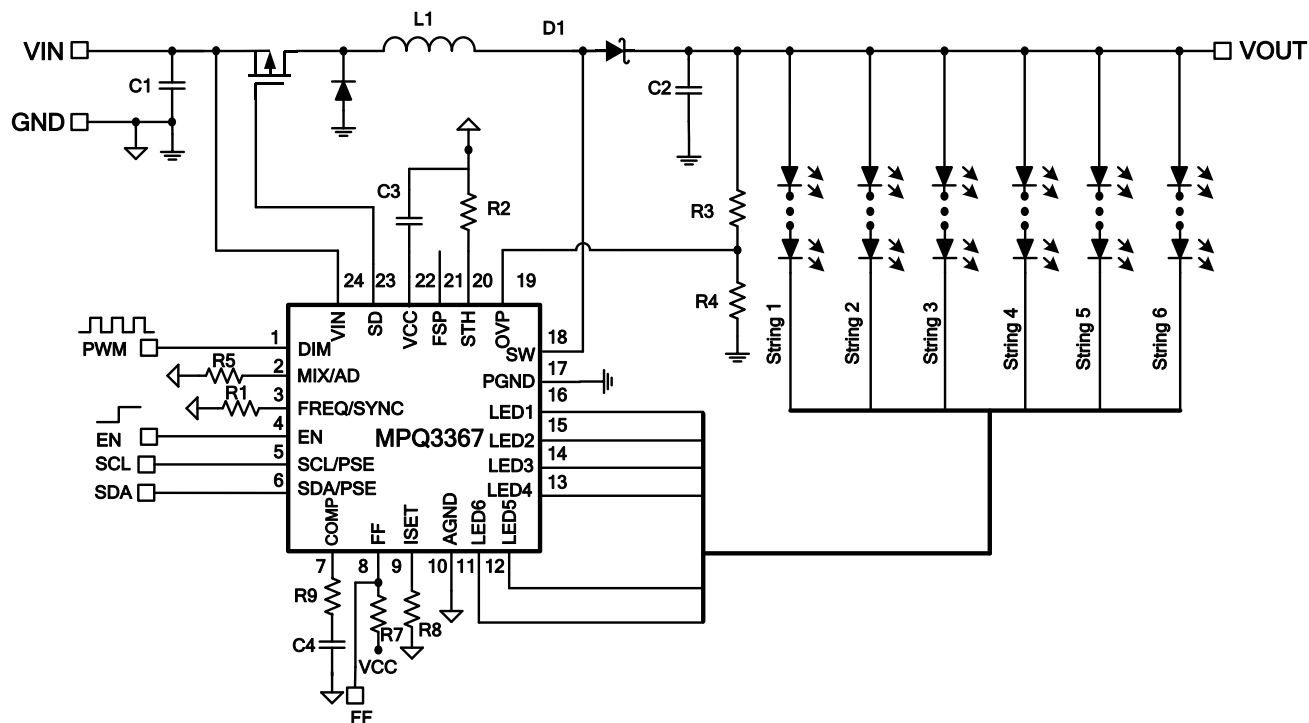 L1
D1
VIN
VOUT
C1
C2
GND
C3
R2
R3
R4
24
23
22
21
20
19
VIN
SD
VCC
FSP
STH
OVP
String 1
String 2
String 3
String 4
String 5
String 6
PWM
1
DIM
18
SW
R5
2
MIX/AD
17
PGND
R1
3
FREQ/SYNC
16
LED1
EN
4
EN
MPQ3367
15
LED2
SCL
5
SCL/PSE
14
LED3
SDA
6
SDA/PSE
13
LED4
COMP
FF
ISET
AGND
LED6
LED5
7
8
9
10
11
12
R9
R7
R8
C4
VCC
FF